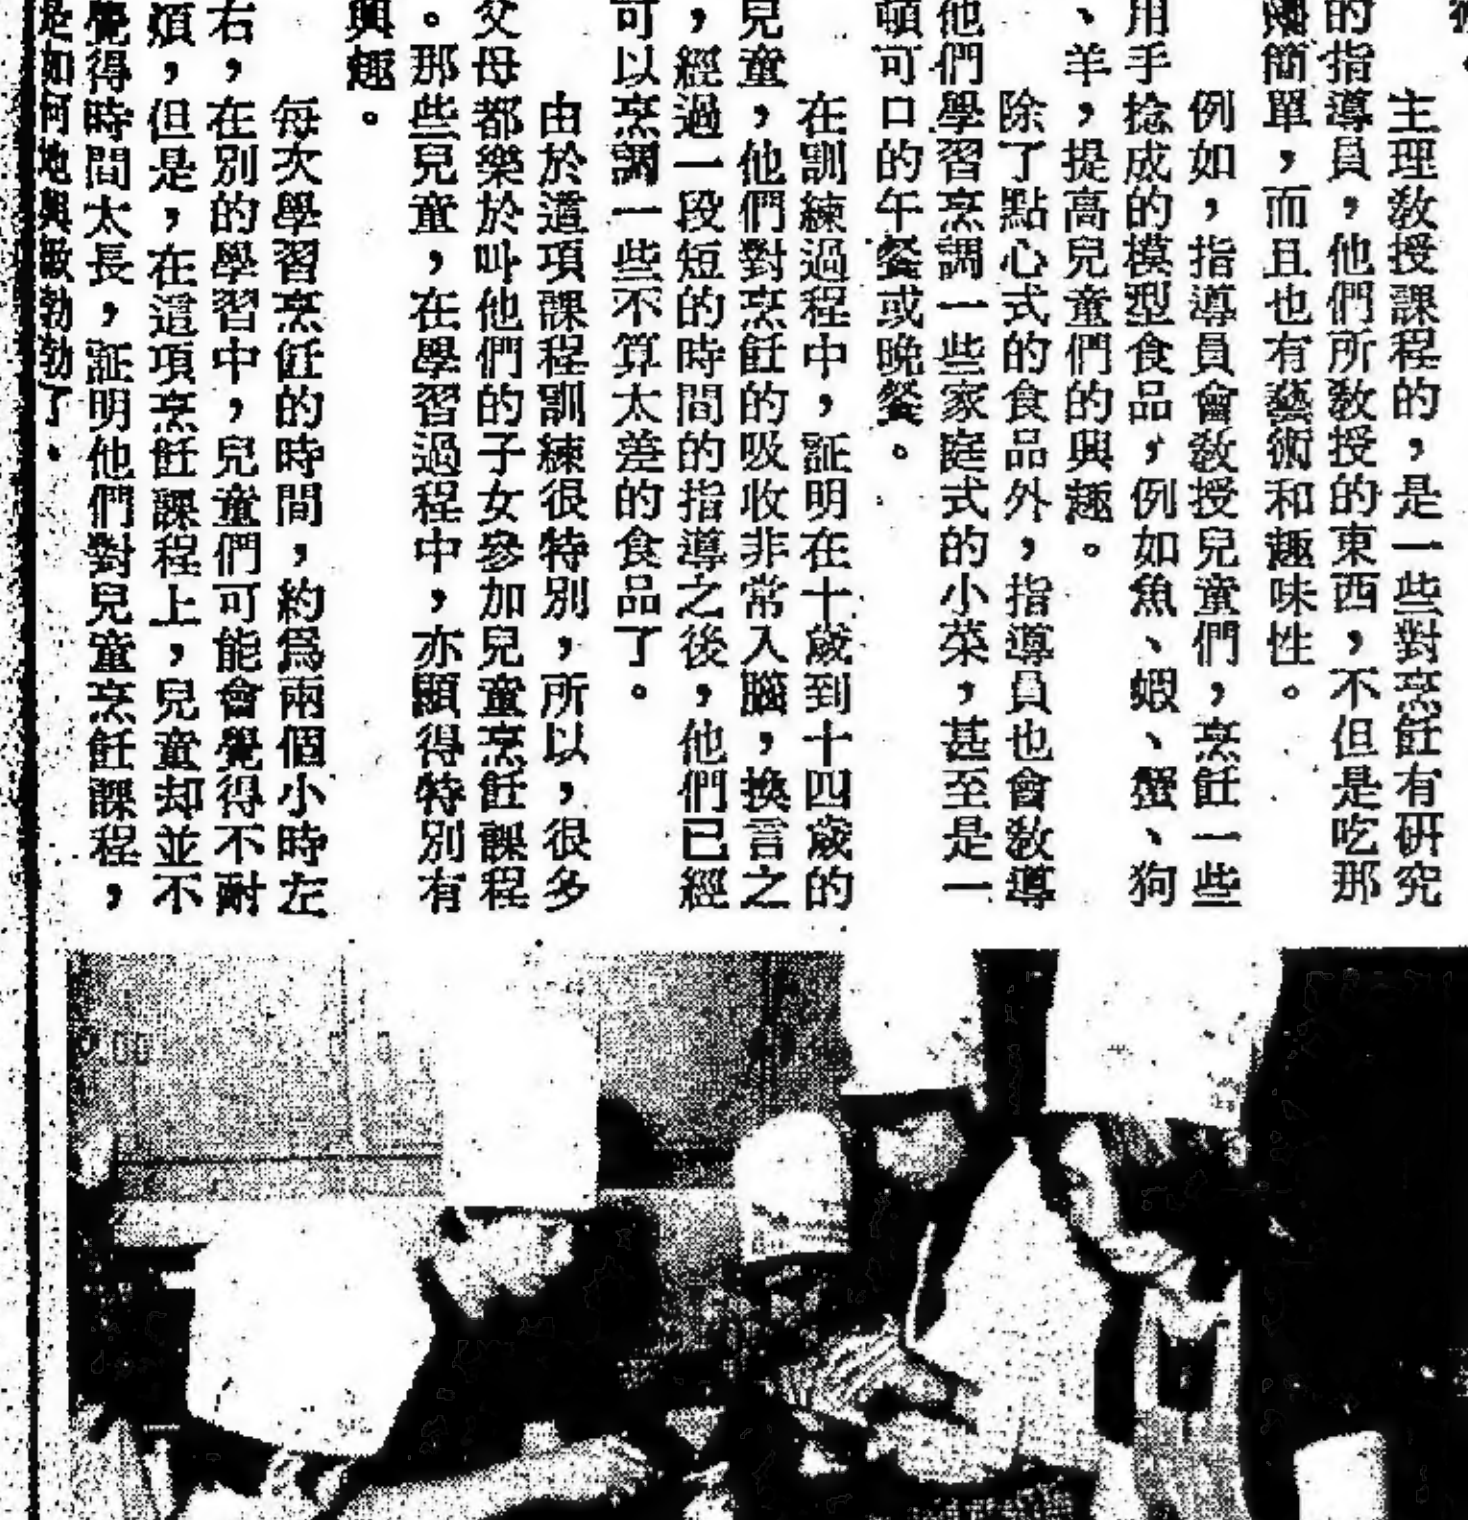 主理教授課程的，是一些對烹飪有研究
的指導員，他們所教授的東西，不但是吃那
簡單，而且也有藝術和趣味性。
例如，指導員會教授兒童們，烹飪一些
用手捻成的模型食品，例如魚、蝦、蟹、狗
、羊，提高兒童們的興趣。
除了點心式的食品外，指導員也會教導
他們學習烹調一些家庭式的小菜，甚至是一
頓可口的午餐或晚餐。
在訓練過程中，証明在十歲到十四歲的
兒童，他們對烹飪的吸收非常入腦，換言之
，經過一段短的時間的指導之後，他們已經
可以烹調一些不算太差的食品了。
由於這項課程訓練很特別，所以，很多
父母都樂於叫他們的子女參加兒童烹飪課程
。那些兒童，在學習過程中，亦顯得特別有
興趣。
每次學習烹飪的時間，約爲兩個小時左
右，在別的學習中，兒童們可能會覺得不耐
煩，但是，在這項烹飪課程上，兒童却並不
覺得時間太長，証明他們對兒童烹飪課程，
是如何地興緻勃勃了。